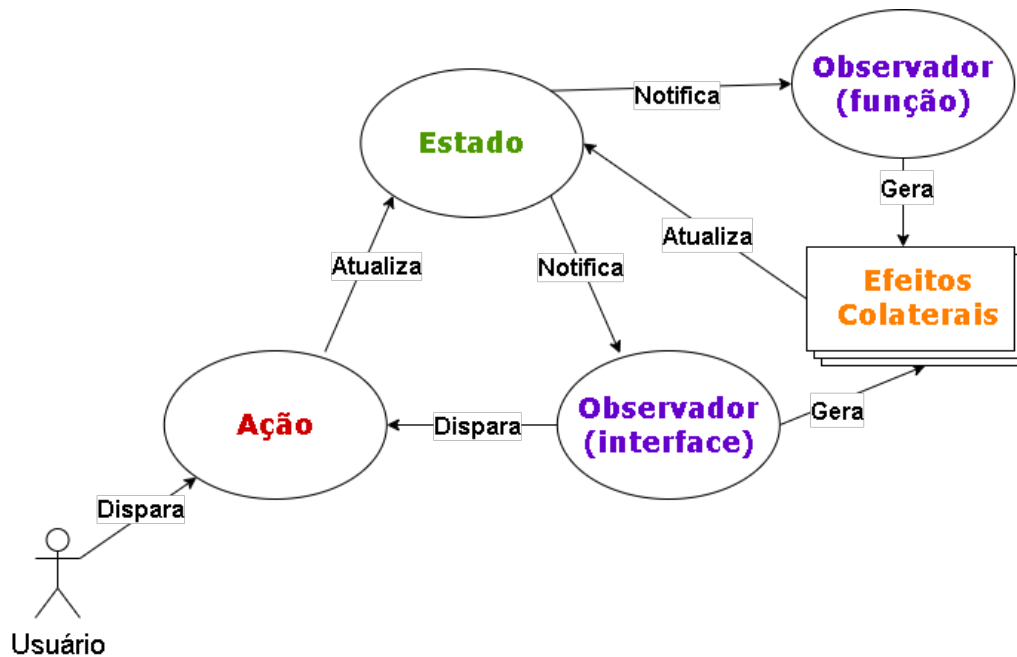 Observador
(função)
Notifica
Estado
Gera
Atualiza
Atualiza
Notifica
Efeitos
Colaterais
Observador
(interface)
Ação
Dispara
Gera
Dispara
Usuário